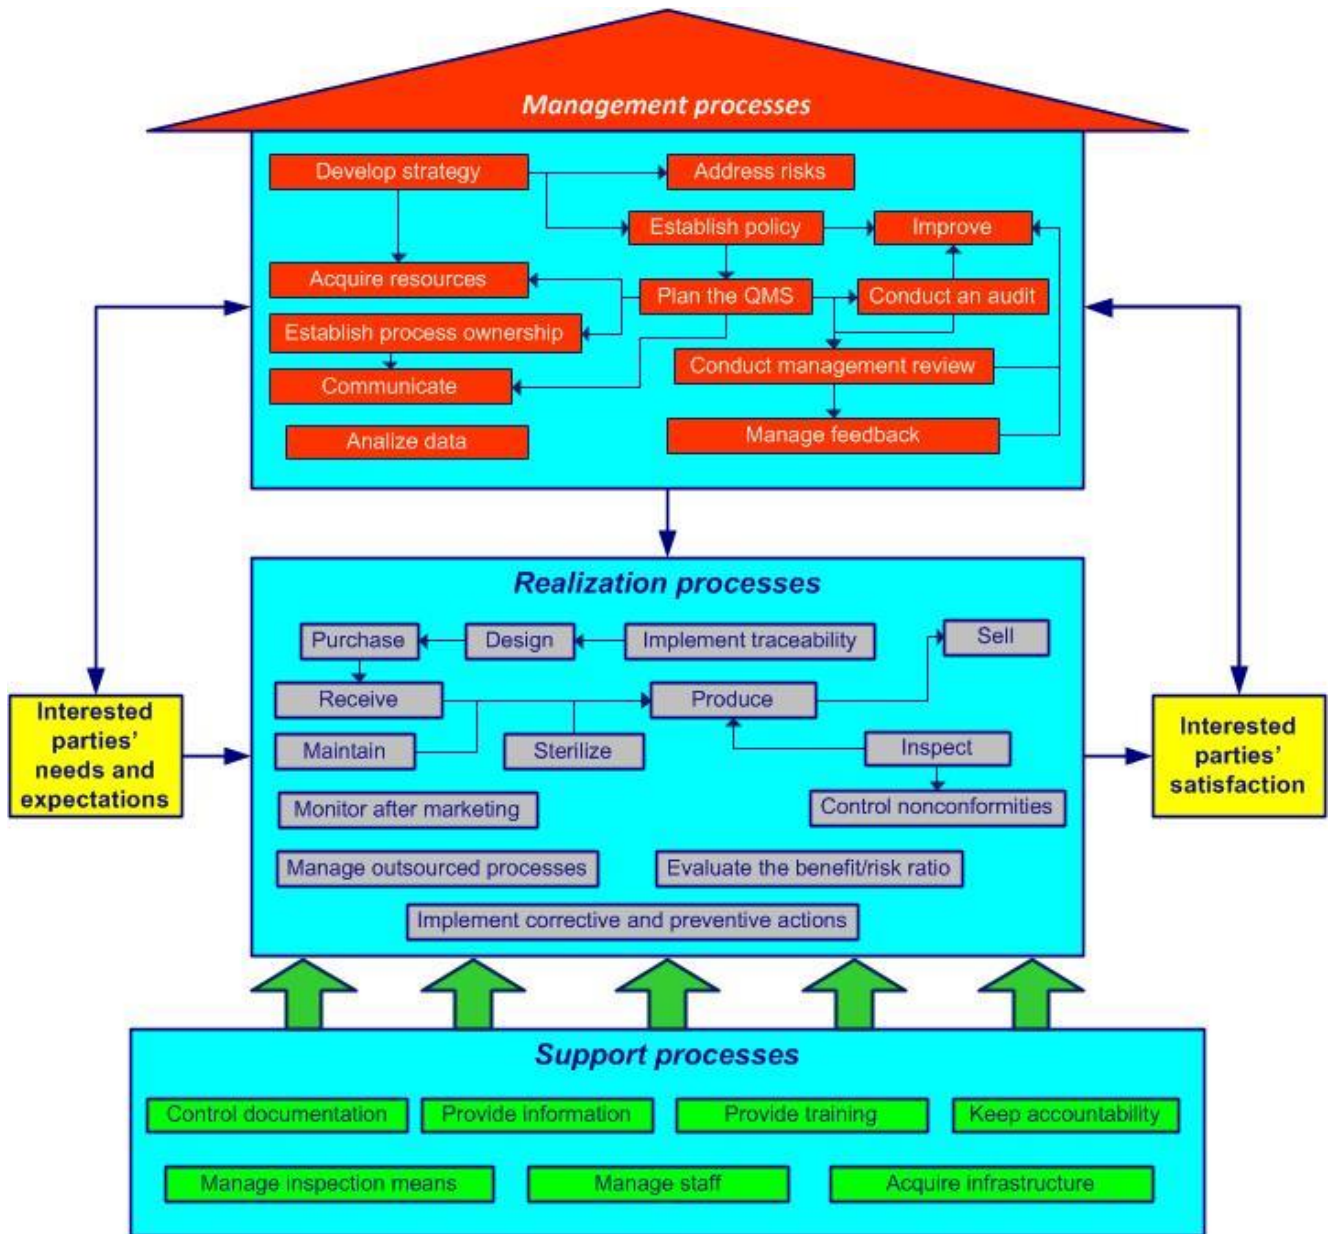 Management processes
Develop strategy
Address risks
Establish policy
Improve
Acquire resources
Plan the QMS
Conduct an audit
Establish process ownership
Conduct management review
Communicate
Analize data
Manage feedback
Realization processes
Purchase
Design
Implement traceability
Sell
Receive
Produce
Maintain
Sterilize
Inspect
Monitor after marketing
Control nonconformities
Manage outsourced processes
Evaluate the benefit/risk ratio
Implement corrective and preventive actions
Interested
parties’
needs and
expectations
Interested
parties’
satisfaction
Support processes
Control documentation
Provide information
Provide training
Keep accountability
Manage inspection means
Manage staff
Acquire infrastructure